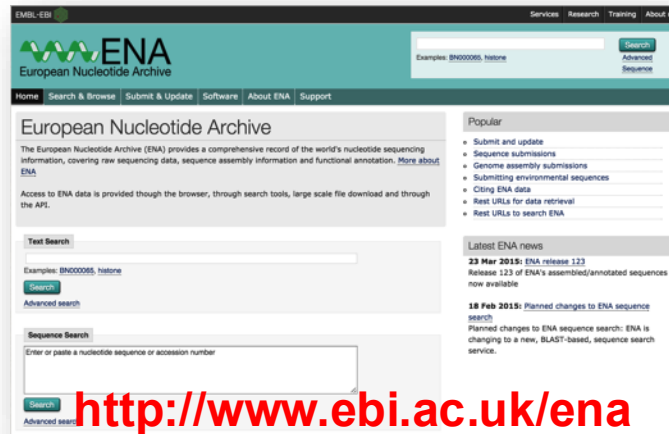 EMBL-EBI
Services Research Training About
ENA
European Nucleotide Archive
Search
Examples: BN000065, histone
Advanced
Sequence
Home Search & Browse Submit & Update Software About ENA Support
European Nucleotide Archive
The European Nucleotide Archive (ENA) provides a comprehensive record of the world's nucleotide sequencing
information, covering raw sequencing data, sequence assembly information and functional annotation. More about
ENA
Access to ENA data is provided though the browser, through search tools, large scale file download and through
the API.
Text Search
Examples: BN000065, histone
Search
Advanced search
Sequence Search
Enter or paste a nucleotide sequence or accession number
Search
Advanced search
Popular
Submit and update
Sequence submissions
Genome assembly submissions
Submitting environmental sequences
Citing ENA data
Rest URLs for data retrieval
Rest URLs to search ENA
Latest ENA news
23 Mar 2015: ENA release 123
Release 123 of ENA's assembled/annotated sequences
now available
18 Feb 2015: Planned changes to ENA sequence
search
Planned changes to ENA sequence search: ENA is
changing to a new, BLAST-based, sequence search
service.
http://www.ebi.ac.uk/ena